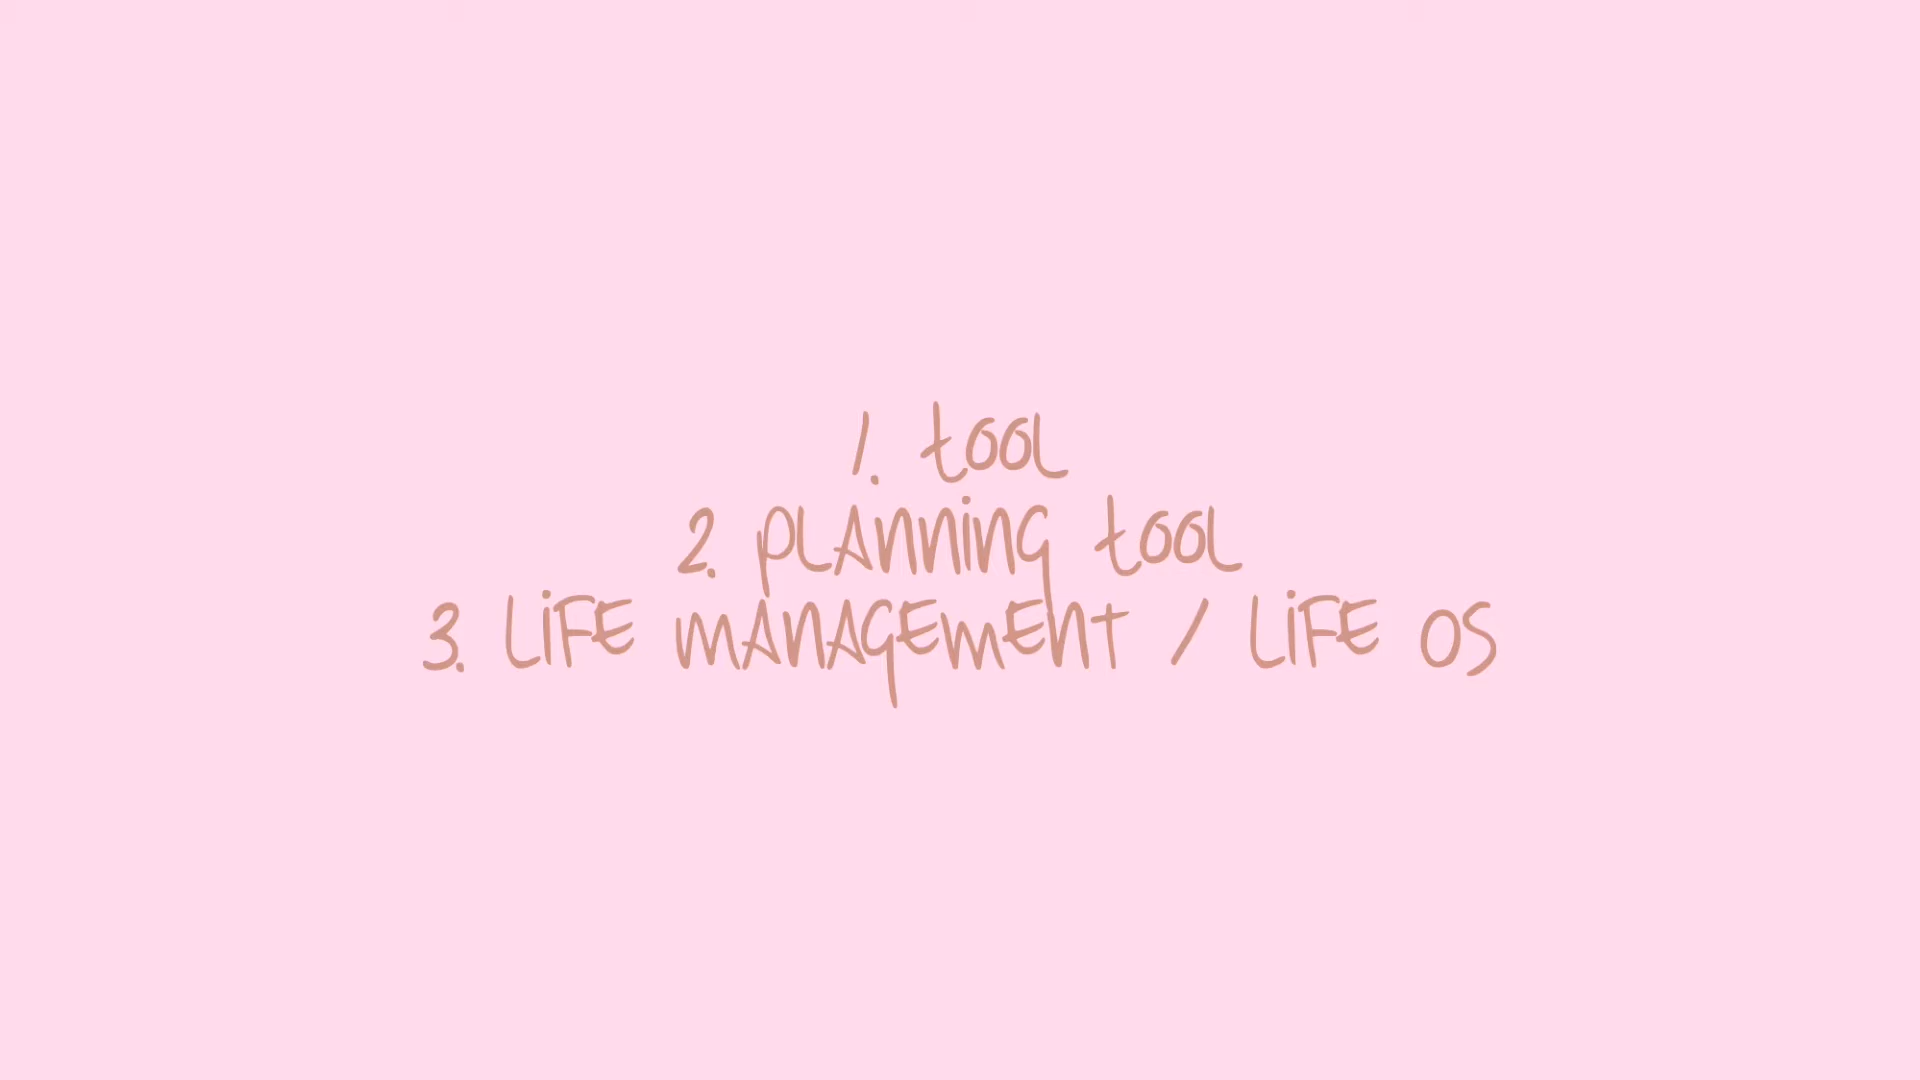 1. tool
2. planning tool
3. Life management / Life OS